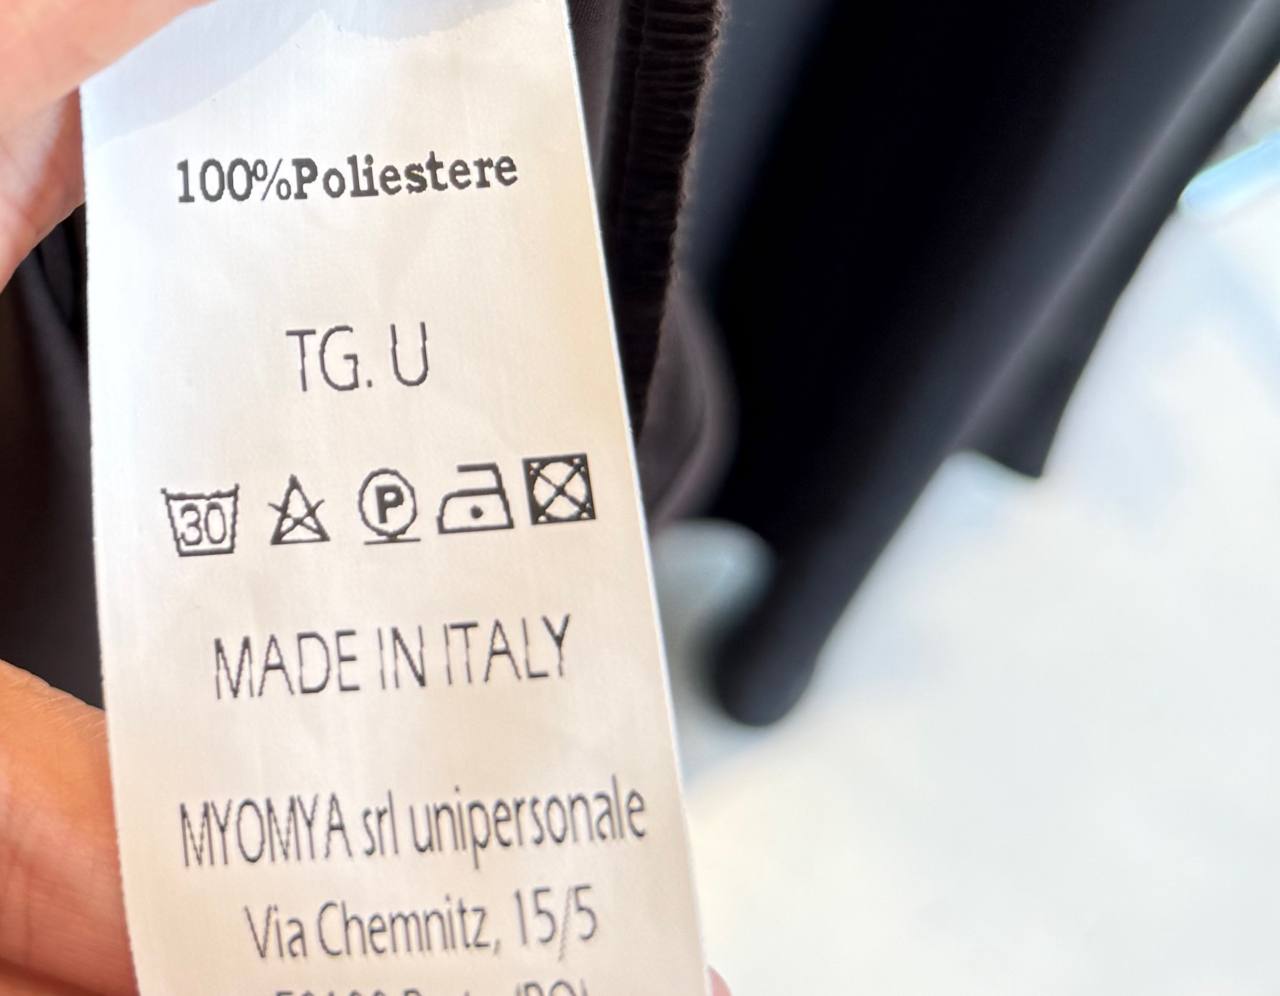 100%Poliestere
TG. U
30
P
MADE IN ITALY
MYOMYA srl unipersonale
Via Chemnitz, 15/5